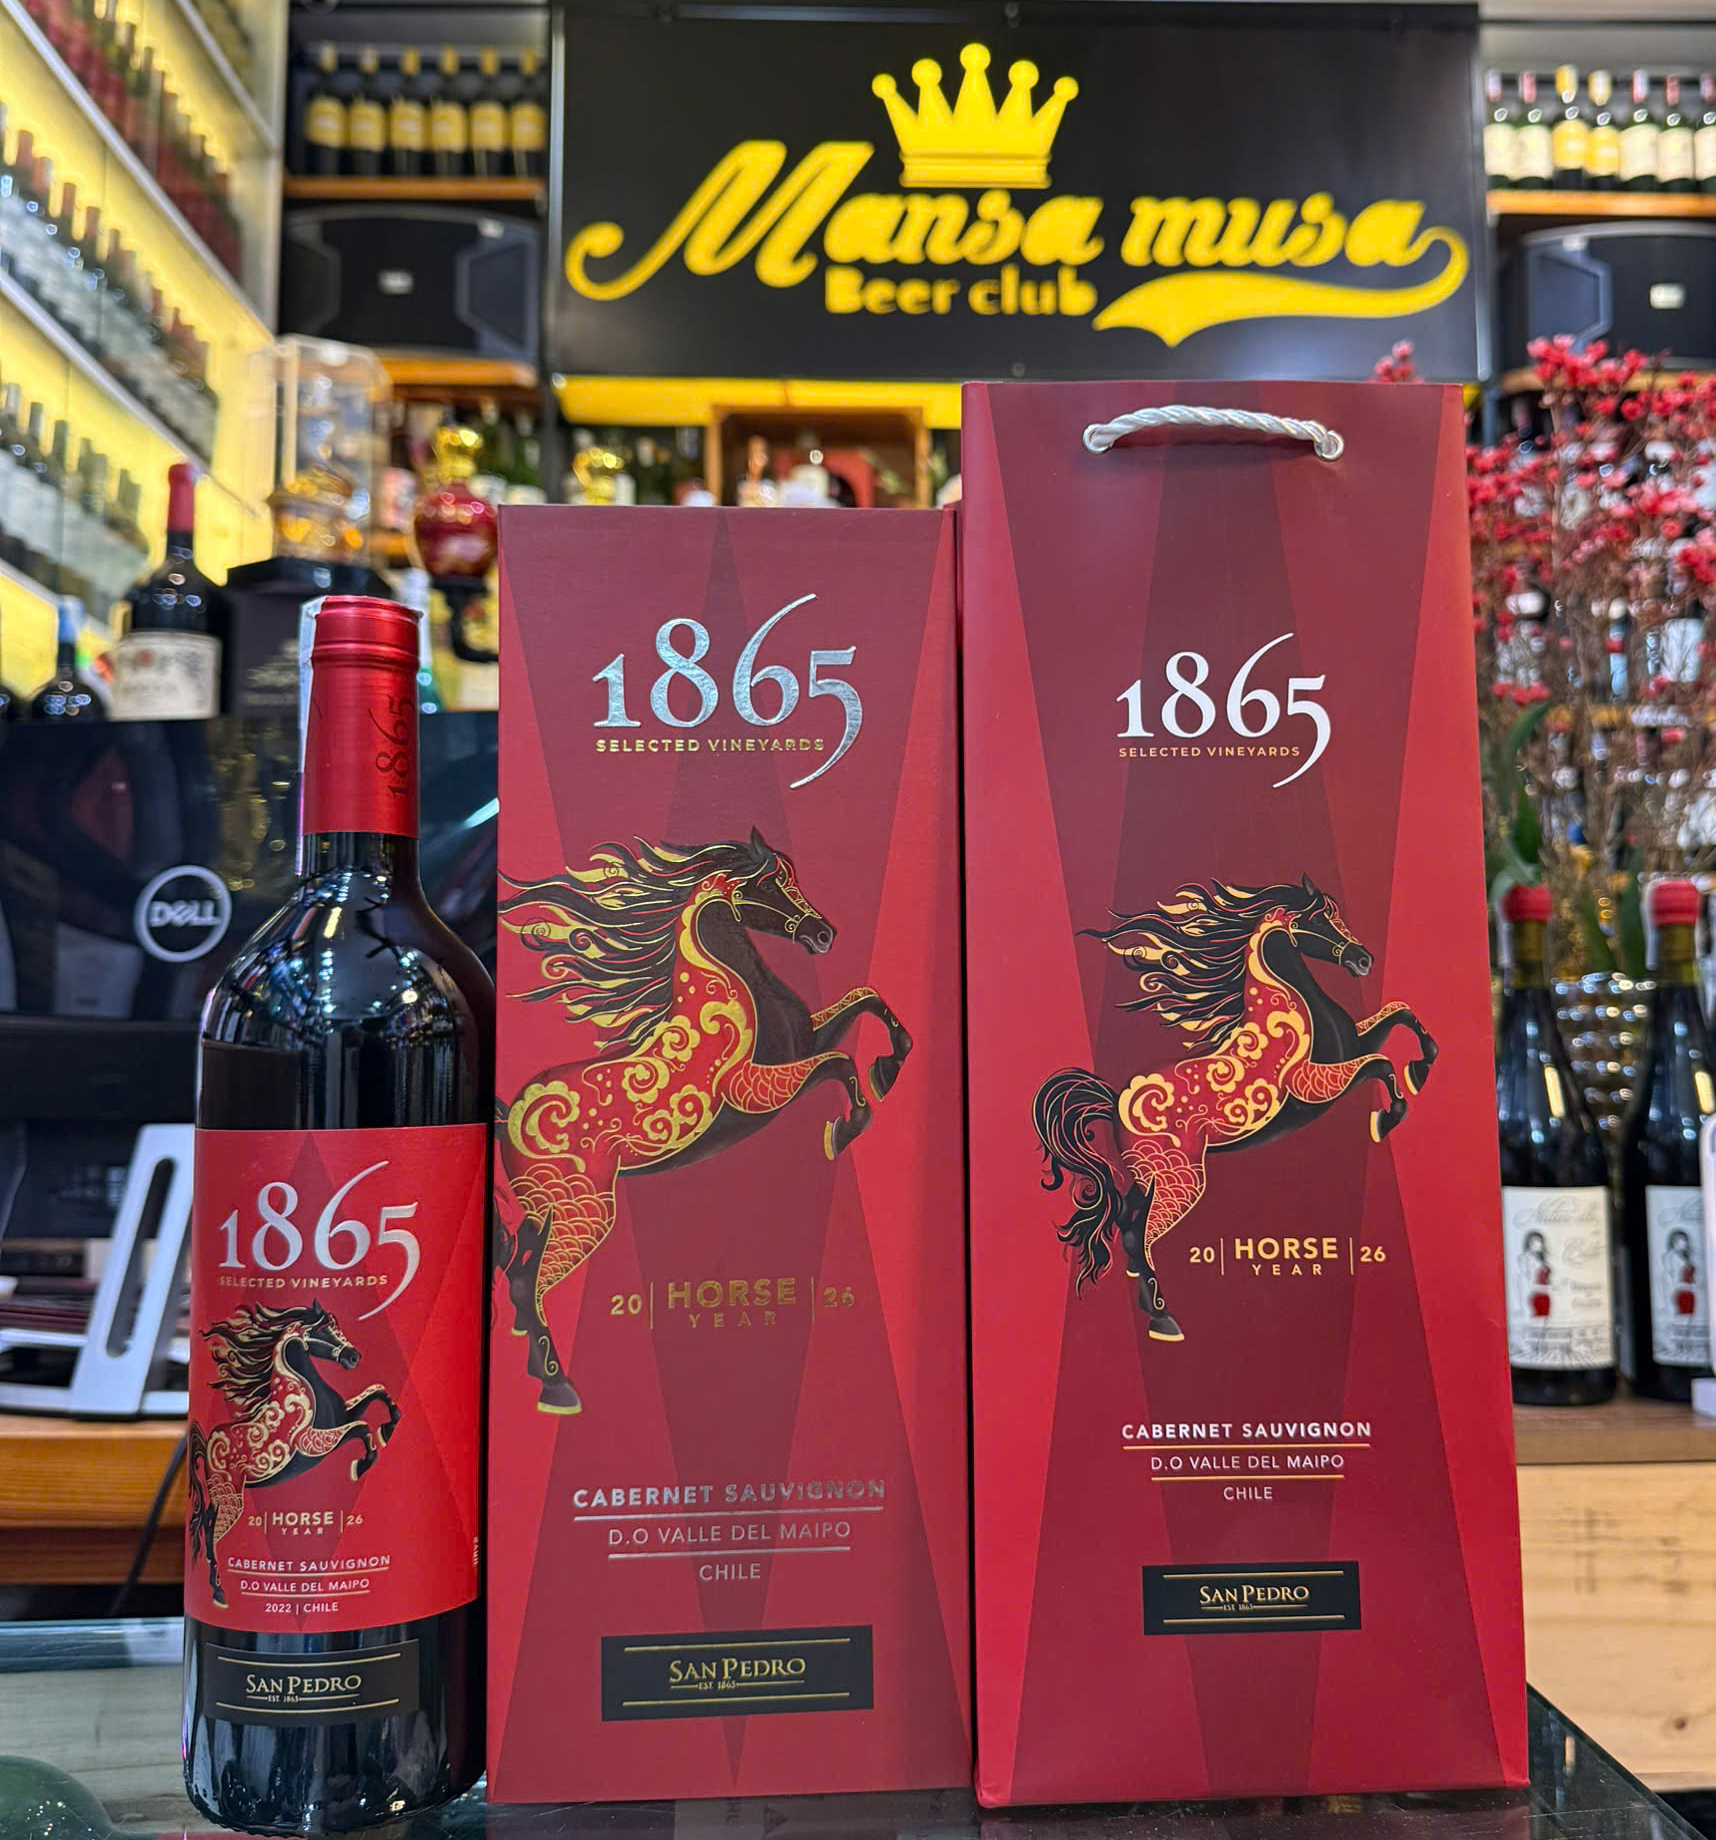 Mansa musa
Beer club
DELL
1865
1865
SELECTED VINEYARDS
20 | HORSE | 26
YEAR
CABERNET SAUVIGNON
D.O VALLE DEL MAIPO
2022 | CHILE
SAN PEDRO
EST. 1865
1865
SELECTED VINEYARDS
20 | HORSE | 26
YEAR
CABERNET SAUVIGNON
D.O VALLE DEL MAIPO
CHILE
SAN PEDRO
EST. 1865
1865
SELECTED VINEYARDS
20 | HORSE | 26
YEAR
CABERNET SAUVIGNON
D.O VALLE DEL MAIPO
CHILE
SAN PEDRO
EST. 1865